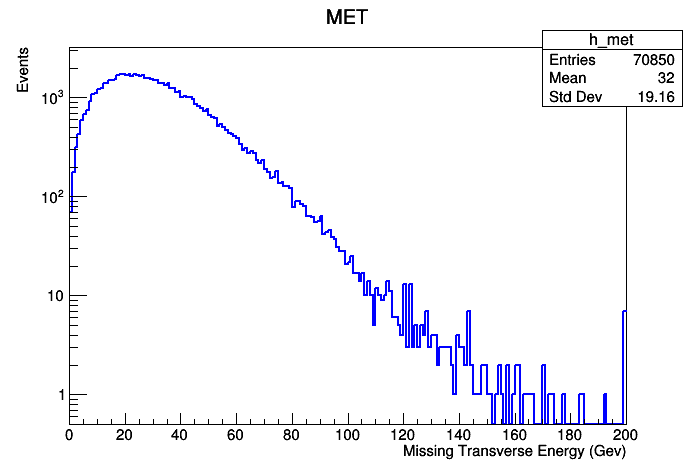 MET
h_met
Entries 70850
Mean 32
Std Dev 19.16
Events
10³
10²
10
1
0 20 40 60 80 100 120 140 160 180 200
Missing Transverse Energy (Gev)